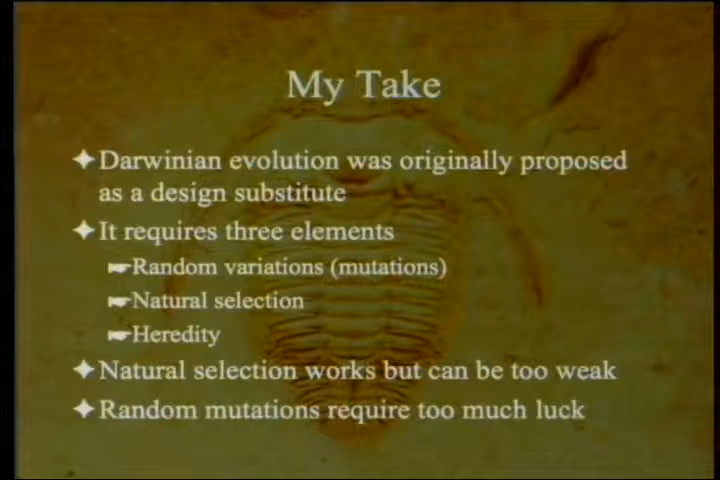 My Take
Darwinian evolution was originally proposed
as a design substitute
It requires three elements
Random variations (mutations)
Natural selection
Heredity
Natural selection works but can be too weak
Random mutations require too much luck